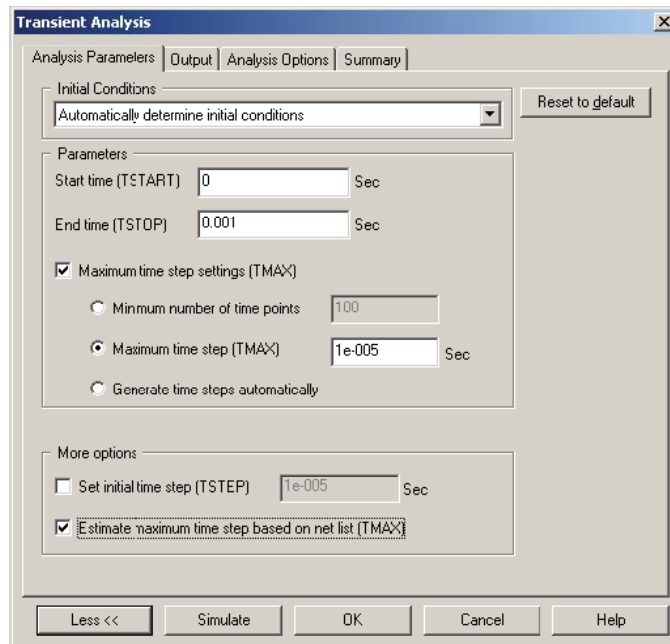 Transient Analysis
Analysis Parameters Output Analysis Options Summary
Initial Conditions
Automatically determine initial conditions
Reset to default
Parameters
Start time (TSTART) 0 Sec
End time (TSTOP) 0.001 Sec
Maximum time step settings (TMAX)
Minimum number of time points 100
Maximum time step (TMAX) 1e-005 Sec
Generate time steps automatically
More options
Set initial time step (TSTEP) 1e-005 Sec
Estimate maximum time step based on net list (TMAX)
Less << Simulate OK Cancel Help